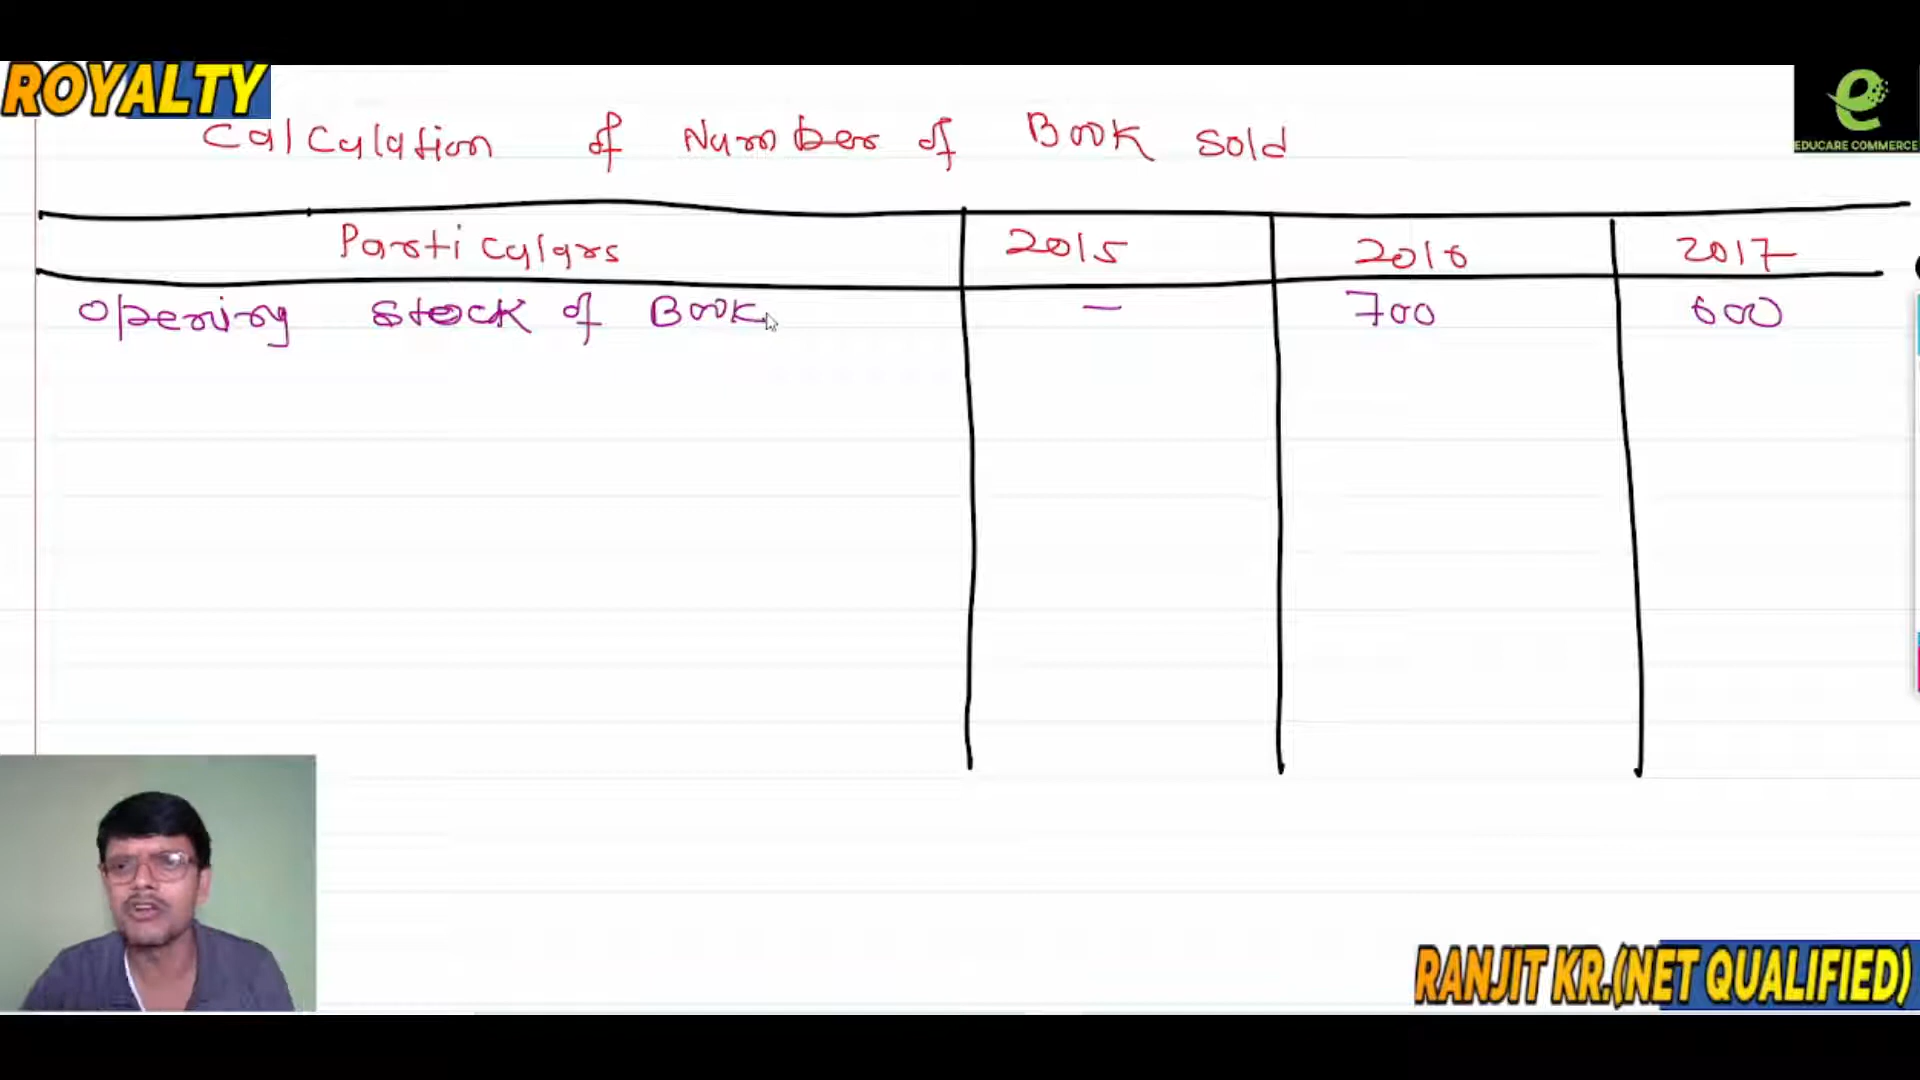 ROYALTY
Calculation of Number of Book Sold
EDUCARE COMMERCE
Particulars 2015 2016 2017
Opening Stock of Book - 700 600
RANJIT KR.(NET QUALIFIED)